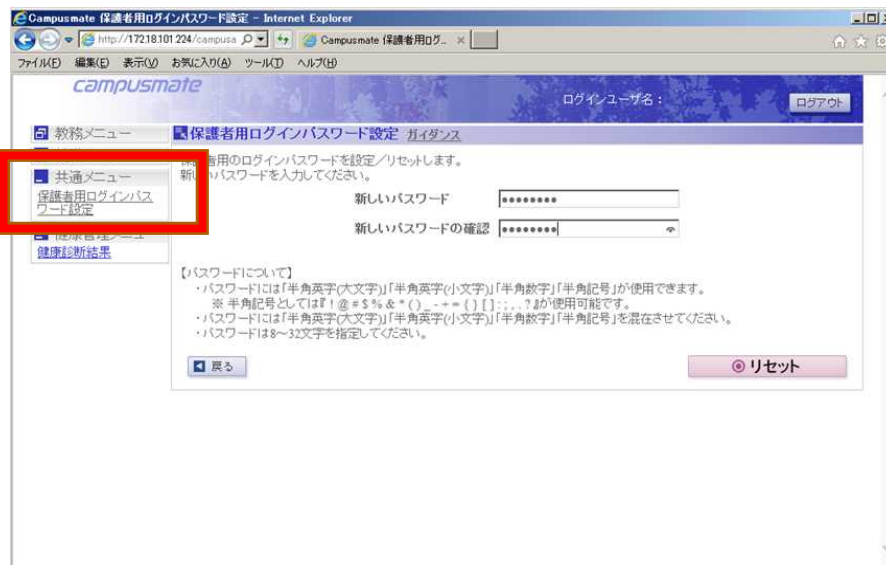 Campusmate 保護者用ログインパスワード設定 - Internet Explorer
http://172.18.101.224/campusa
Campusmate 保護者用ログ...
ファイル(F) 編集(E) 表示(V) お気に入り(A) ツール(T) ヘルプ(H)
campusmate
ログインユーザ名：
ログアウト
教務メニュー
保護者用ログインパスワード設定 ガイダンス
保護者用のログインパスワードを設定／リセットします。
新しいパスワードを入力してください。
共通メニュー
保護者用ログインパス
ワード設定
新しいパスワード
新しいパスワードの確認
健康管理メニュー
健康診断結果
【パスワードについて】
・パスワードには「半角英字(大文字)」「半角英字(小文字)」「半角数字」「半角記号」が使用できます。
※ 半角記号としては『! @ # $ % & * ( ) _ - + = { } [ ] : ; , . ?』が使用可能です。
・パスワードには「半角英字(大文字)」「半角英字(小文字)」「半角数字」「半角記号」を混在させてください。
・パスワードは8～32文字を指定してください。
戻る
リセット